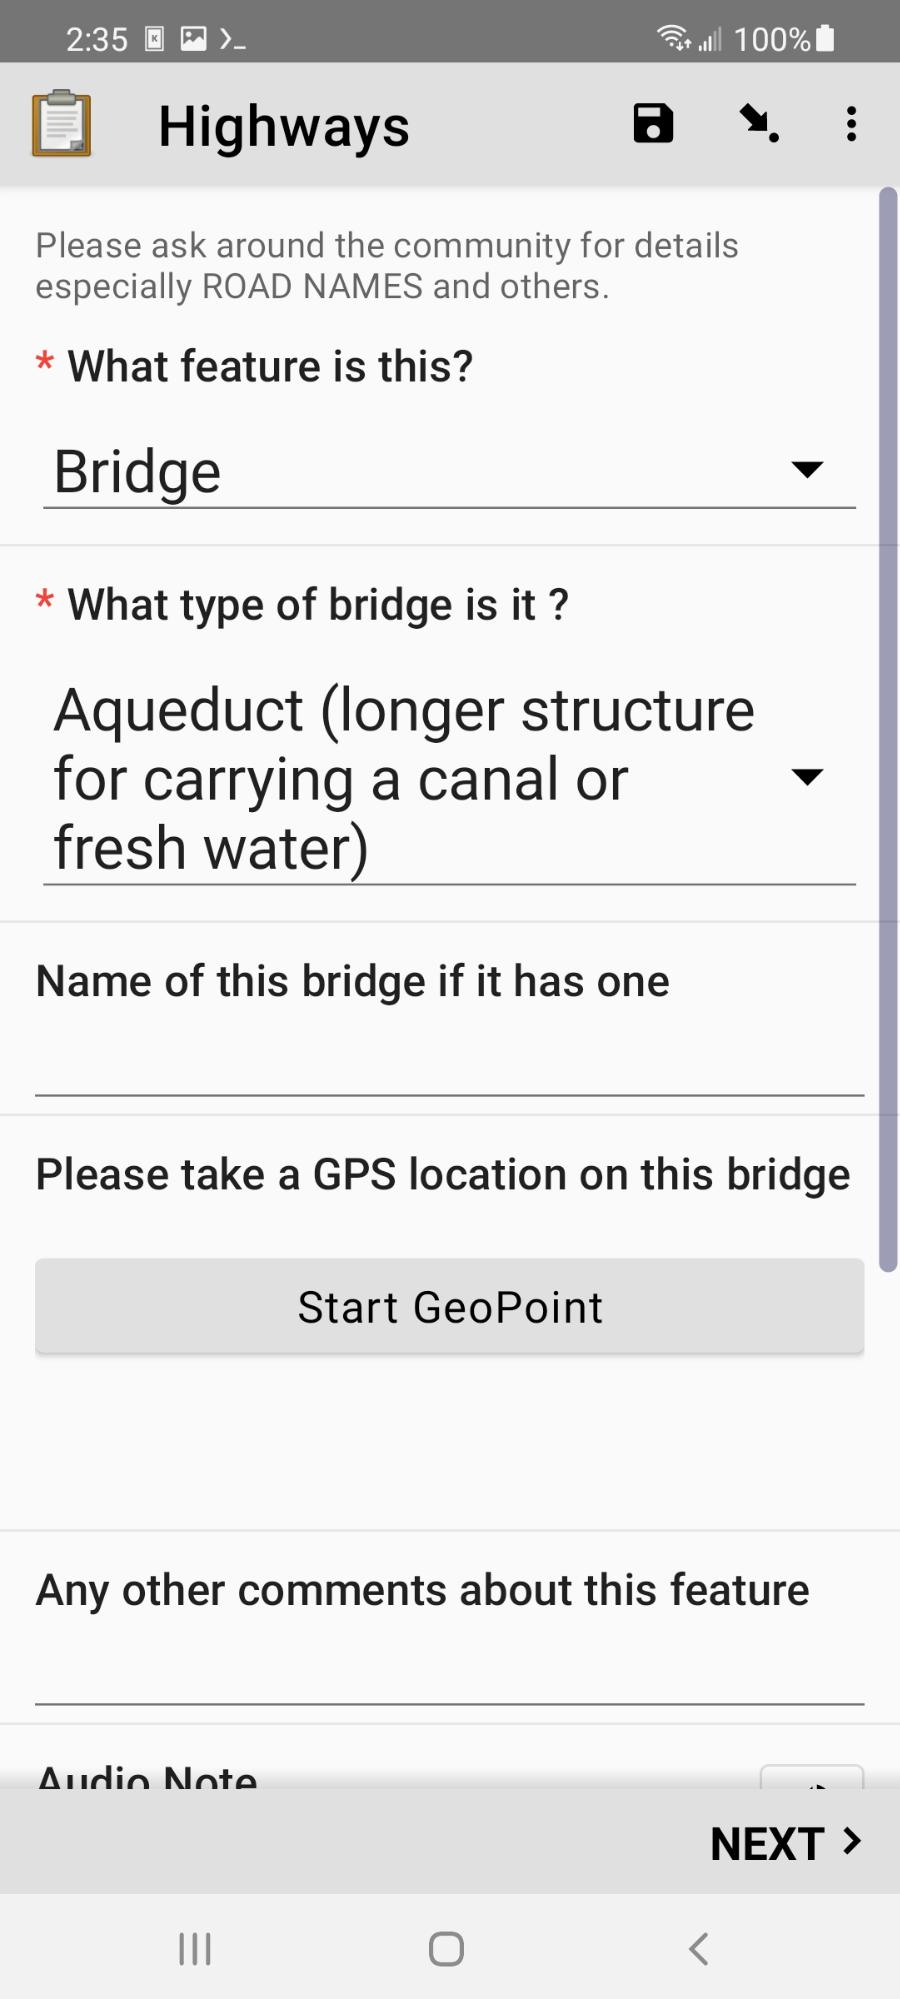 2:35
100%
Highways
Please ask around the community for details
especially ROAD NAMES and others.
* What feature is this?
Bridge
* What type of bridge is it ?
Aqueduct (longer structure
for carrying a canal or
fresh water)
Name of this bridge if it has one
Please take a GPS location on this bridge
Start GeoPoint
Any other comments about this feature
Audio Note
NEXT